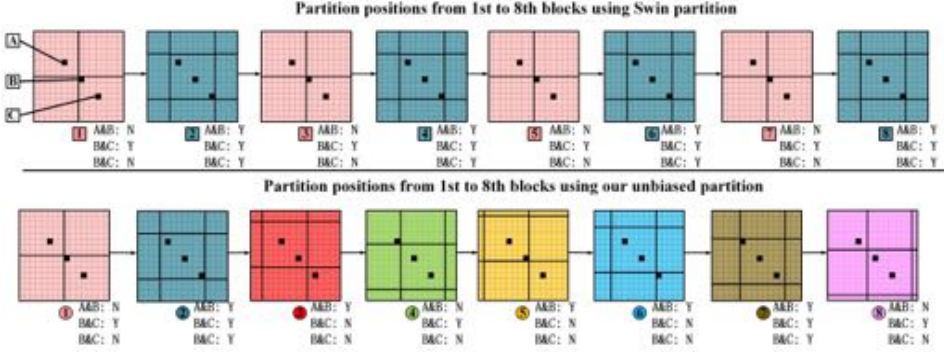 Partition positions from 1st to 8th blocks using Swin partition
A
B
C
1 A&B: N 2 A&B: Y 3 A&B: N 4 A&B: Y 5 A&B: N 6 A&B: Y 7 A&B: N 8 A&B: Y
B&C: Y B&C: Y B&C: Y B&C: Y B&C: Y B&C: Y B&C: Y B&C: Y
B&C: N B&C: Y B&C: N B&C: Y B&C: N B&C: Y B&C: N B&C: Y
Partition positions from 1st to 8th blocks using our unbiased partition
1 A&B: N 2 A&B: Y 3 A&B: Y 4 A&B: N 5 A&B: Y 6 A&B: 7 A&B: 8 A&B: N
B&C: Y B&C: Y B&C: N B&C: Y B&C: N B&C: B&C: Y B&C: Y
B&C: N B&C: Y B&C: N B&C: N B&C: N B&C: B&C: B&C: N